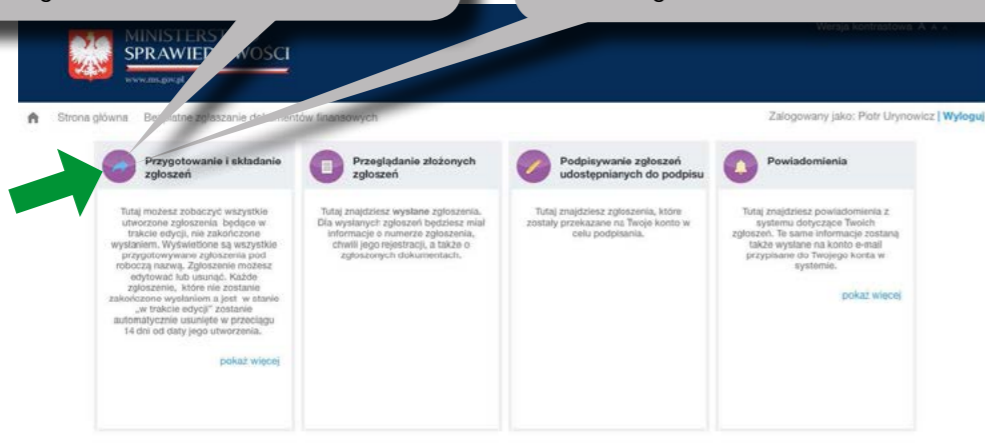 Wersja kontrastowa A A A
MINISTERST
SPRAWIED WOŚCI
www.ms.gov.pl
Strona główna
zgłaszanie dokumentów finansowych
Zalogowany jako: Piotr Urynowicz | Wyloguj
Przygotowanie i składanie
zgłoszeń
Tutaj możesz zobaczyć wszystkie
utworzone zgłoszenia będące w
trakcie edycji, nie zakończone
wysłaniem. Wyświetlone są wszystkie
przygotowywane zgłoszenia pod
roboczą nazwą. Zgłoszenie możesz
edytować lub usunąć. Każde
zgłoszenie, które nie zostanie
zakończone wysłaniem a jest w stanie
„w trakcie edycji" zostanie
automatycznie usunięte w przeciągu
14 dni od daty jego utworzenia.
pokaż więcej
Przeglądanie złożonych
zgłoszeń
Tutaj znajdziesz wysłane zgłoszenia.
Dla wysłanych zgłoszeń będziesz miał
informacje o numerze zgłoszenia,
chwili jego rejestracji, a także o
zgłoszonych dokumentach.
Podpisywanie zgłoszeń
udostępnianych do podpisu
Tutaj znajdziesz zgłoszenia, które
zostały przekazane na Twoje konto w
celu podpisania.
Powiadomienia
Tutaj znajdziesz powiadomienia z
systemu dotyczące Twoich
zgłoszeń. Te same informacje zostaną
także wysłane na konto e-mail
przypisane do Twojego konta w
systemie.
pokaż więcej